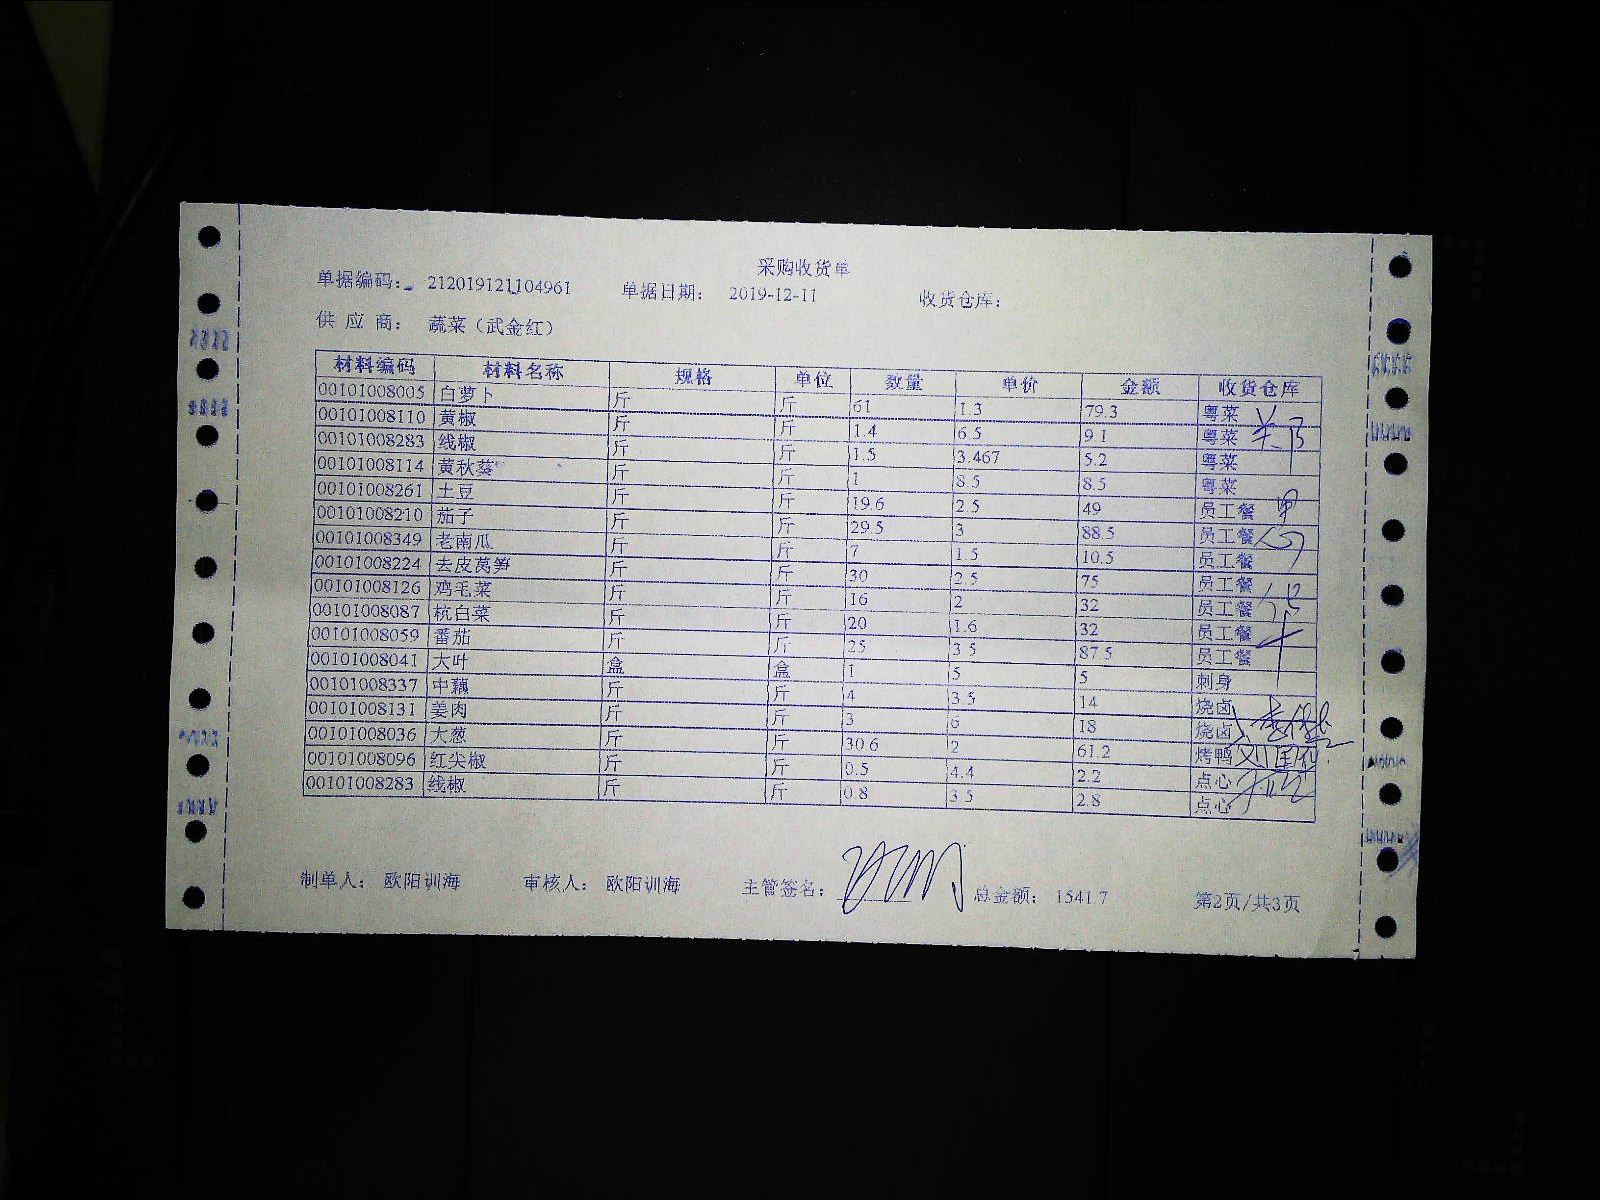 采购收货单
单据编码： 212019121104961 单据日期： 2019-12-11 收货仓库：
供 应 商： 蔬菜（武金红）
材料编码 材料名称 规格 单位 数量 单价 金额 收货仓库
00101008005 白萝卜 斤 斤 61 1.3 79.3 粤菜
00101008110 黄椒 斤 斤 1.4 6.5 9.1 粤菜
00101008283 线椒 斤 斤 1.5 3.467 5.2 粤菜
00101008114 黄秋葵 斤 斤 1 8.5 8.5 粤菜
00101008261 土豆 斤 斤 19.6 2.5 49 员工餐
00101008210 茄子 斤 斤 29.5 3 88.5 员工餐
00101008349 老南瓜 斤 斤 7 1.5 10.5 员工餐
00101008224 去皮莴笋 斤 斤 30 2.5 75 员工餐
00101008126 鸡毛菜 斤 斤 16 2 32 员工餐
00101008087 杭白菜 斤 斤 20 1.6 32 员工餐
00101008059 番茄 斤 斤 25 3.5 87.5 员工餐
00101008041 大叶 盒 盒 1 5 5 刺身
00101008337 中藕 斤 斤 4 3.5 14 烧卤
00101008131 姜肉 斤 斤 3 6 18 烧卤
00101008036 大葱 斤 斤 30.6 2 61.2 烤鸭
00101008096 红尖椒 斤 斤 0.5 4.4 2.2 点心
00101008283 线椒 斤 斤 0.8 3.5 2.8 点心
制单人： 欧阳训海 审核人： 欧阳训海 主管签名： 总金额： 1541.7 第2页/共3页